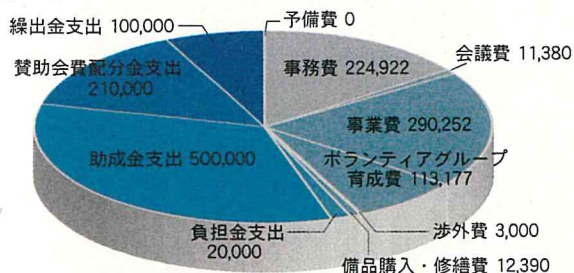 予備費 0
繰出金支出 100,000
会議費 11,380
賛助会費配分金支出
210,000
事務費 224,922
事業費 290,252
助成金支出 500,000
ボランティアグループ
育成費 113,177
負担金支出
20,000
渉外費 3,000
備品購入・修繕費 12,390